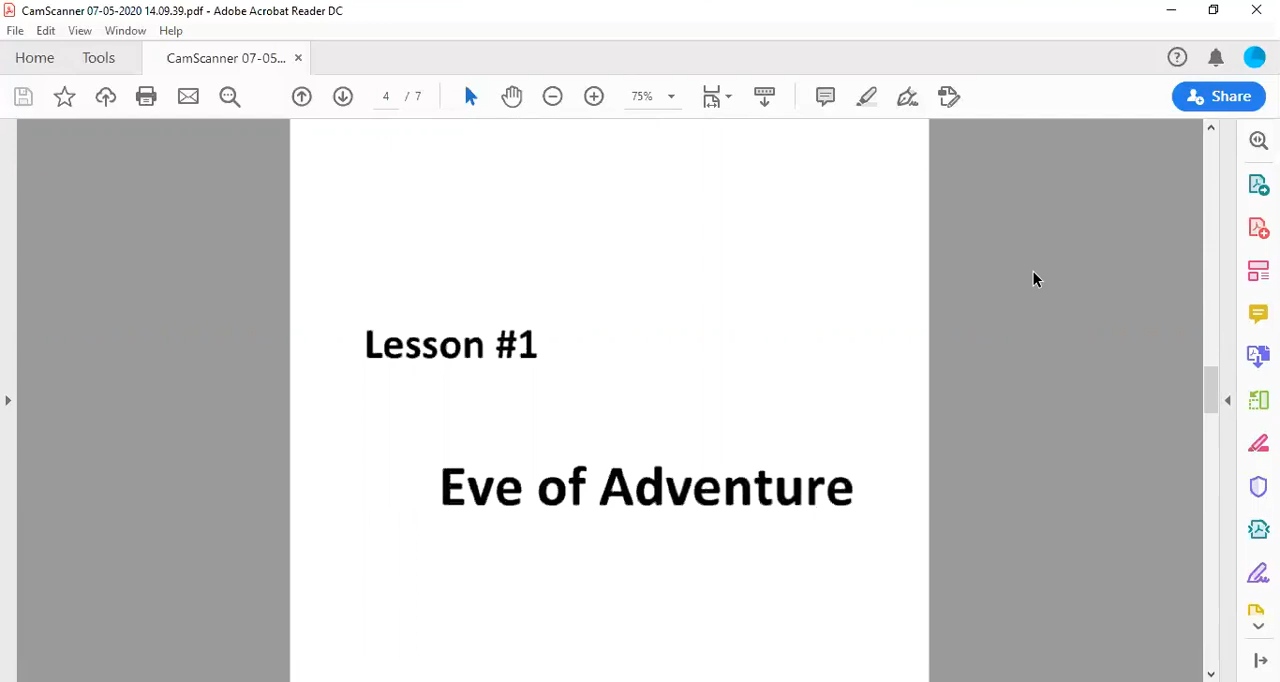 CamScanner 07-05-2020 14.09.39.pdf - Adobe Acrobat Reader DC
File Edit View Window Help
Home Tools CamScanner 07-05... ×
4 / 7 75% Share
Lesson #1
Eve of Adventure